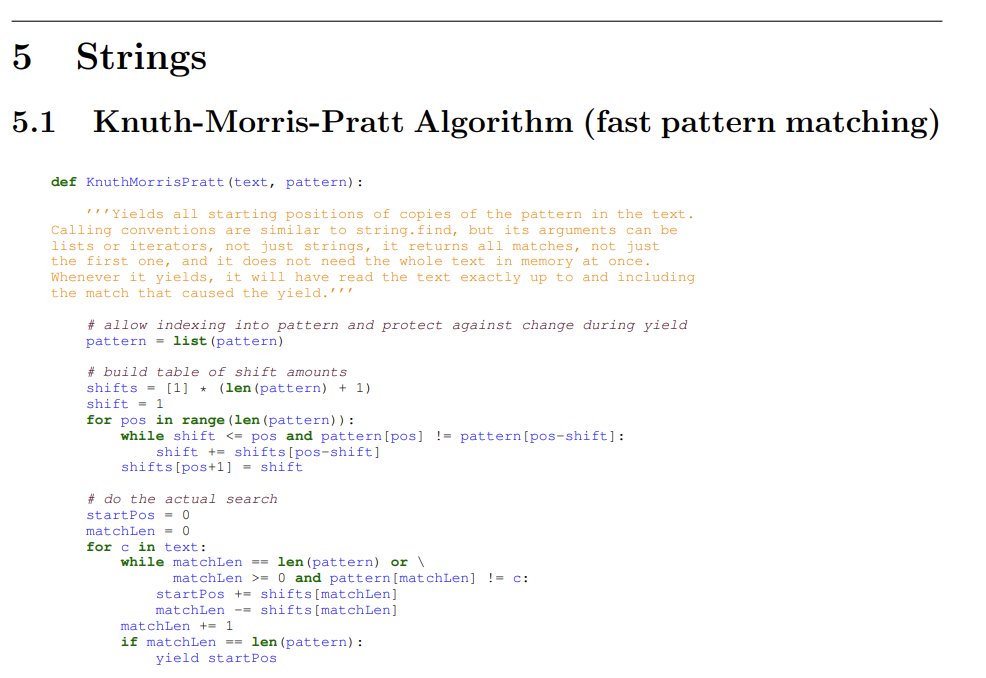 5 Strings
5.1 Knuth-Morris-Pratt Algorithm (fast pattern matching)
def KnuthMorrisPratt(text, pattern):
    '''Yields all starting positions of copies of the pattern in the text.
Calling conventions are similar to string.find, but its arguments can be
lists or iterators, not just strings, it returns all matches, not just
the first one, and it does not need the whole text in memory at once.
Whenever it yields, it will have read the text exactly up to and including
the match that caused the yield.'''
    # allow indexing into pattern and protect against change during yield
    pattern = list(pattern)
    # build table of shift amounts
    shifts = [1] * (len(pattern) + 1)
    shift = 1
    for pos in range(len(pattern)):
        while shift <= pos and pattern[pos] != pattern[pos-shift]:
            shift += shifts[pos-shift]
        shifts[pos+1] = shift
    # do the actual search
    startPos = 0
    matchLen = 0
    for c in text:
        while matchLen == len(pattern) or \
              matchLen >= 0 and pattern[matchLen] != c:
            startPos += shifts[matchLen]
            matchLen -= shifts[matchLen]
        matchLen += 1
        if matchLen == len(pattern):
            yield startPos